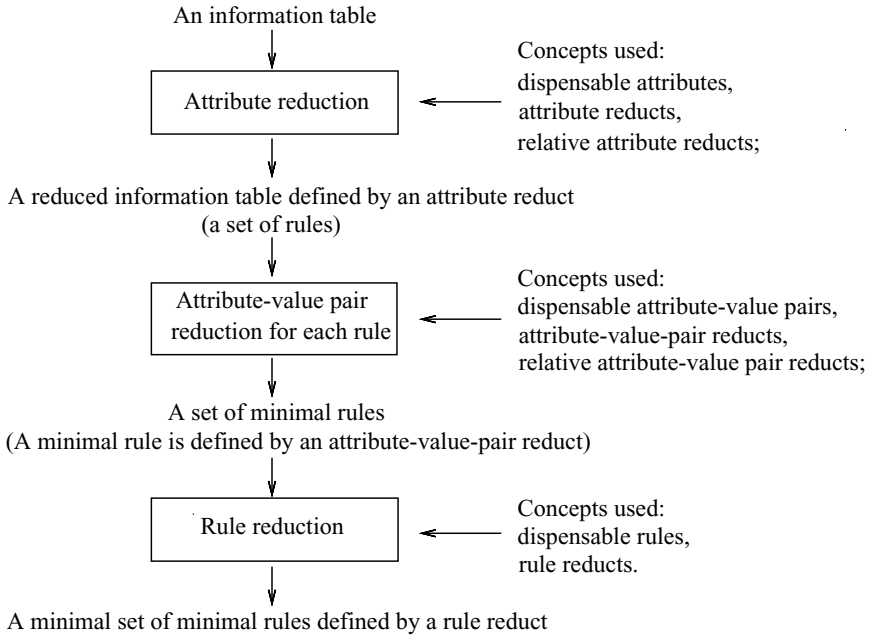 An information table
Concepts used:
dispensable attributes,
attribute reducts,
relative attribute reducts;
Attribute reduction
A reduced information table defined by an attribute reduct
(a set of rules)
Concepts used:
dispensable attribute-value pairs,
attribute-value-pair reducts,
relative attribute-value pair reducts;
Attribute-value pair
reduction for each rule
A set of minimal rules
(A minimal rule is defined by an attribute-value-pair reduct)
Concepts used:
dispensable rules,
rule reducts.
Rule reduction
A minimal set of minimal rules defined by a rule reduct